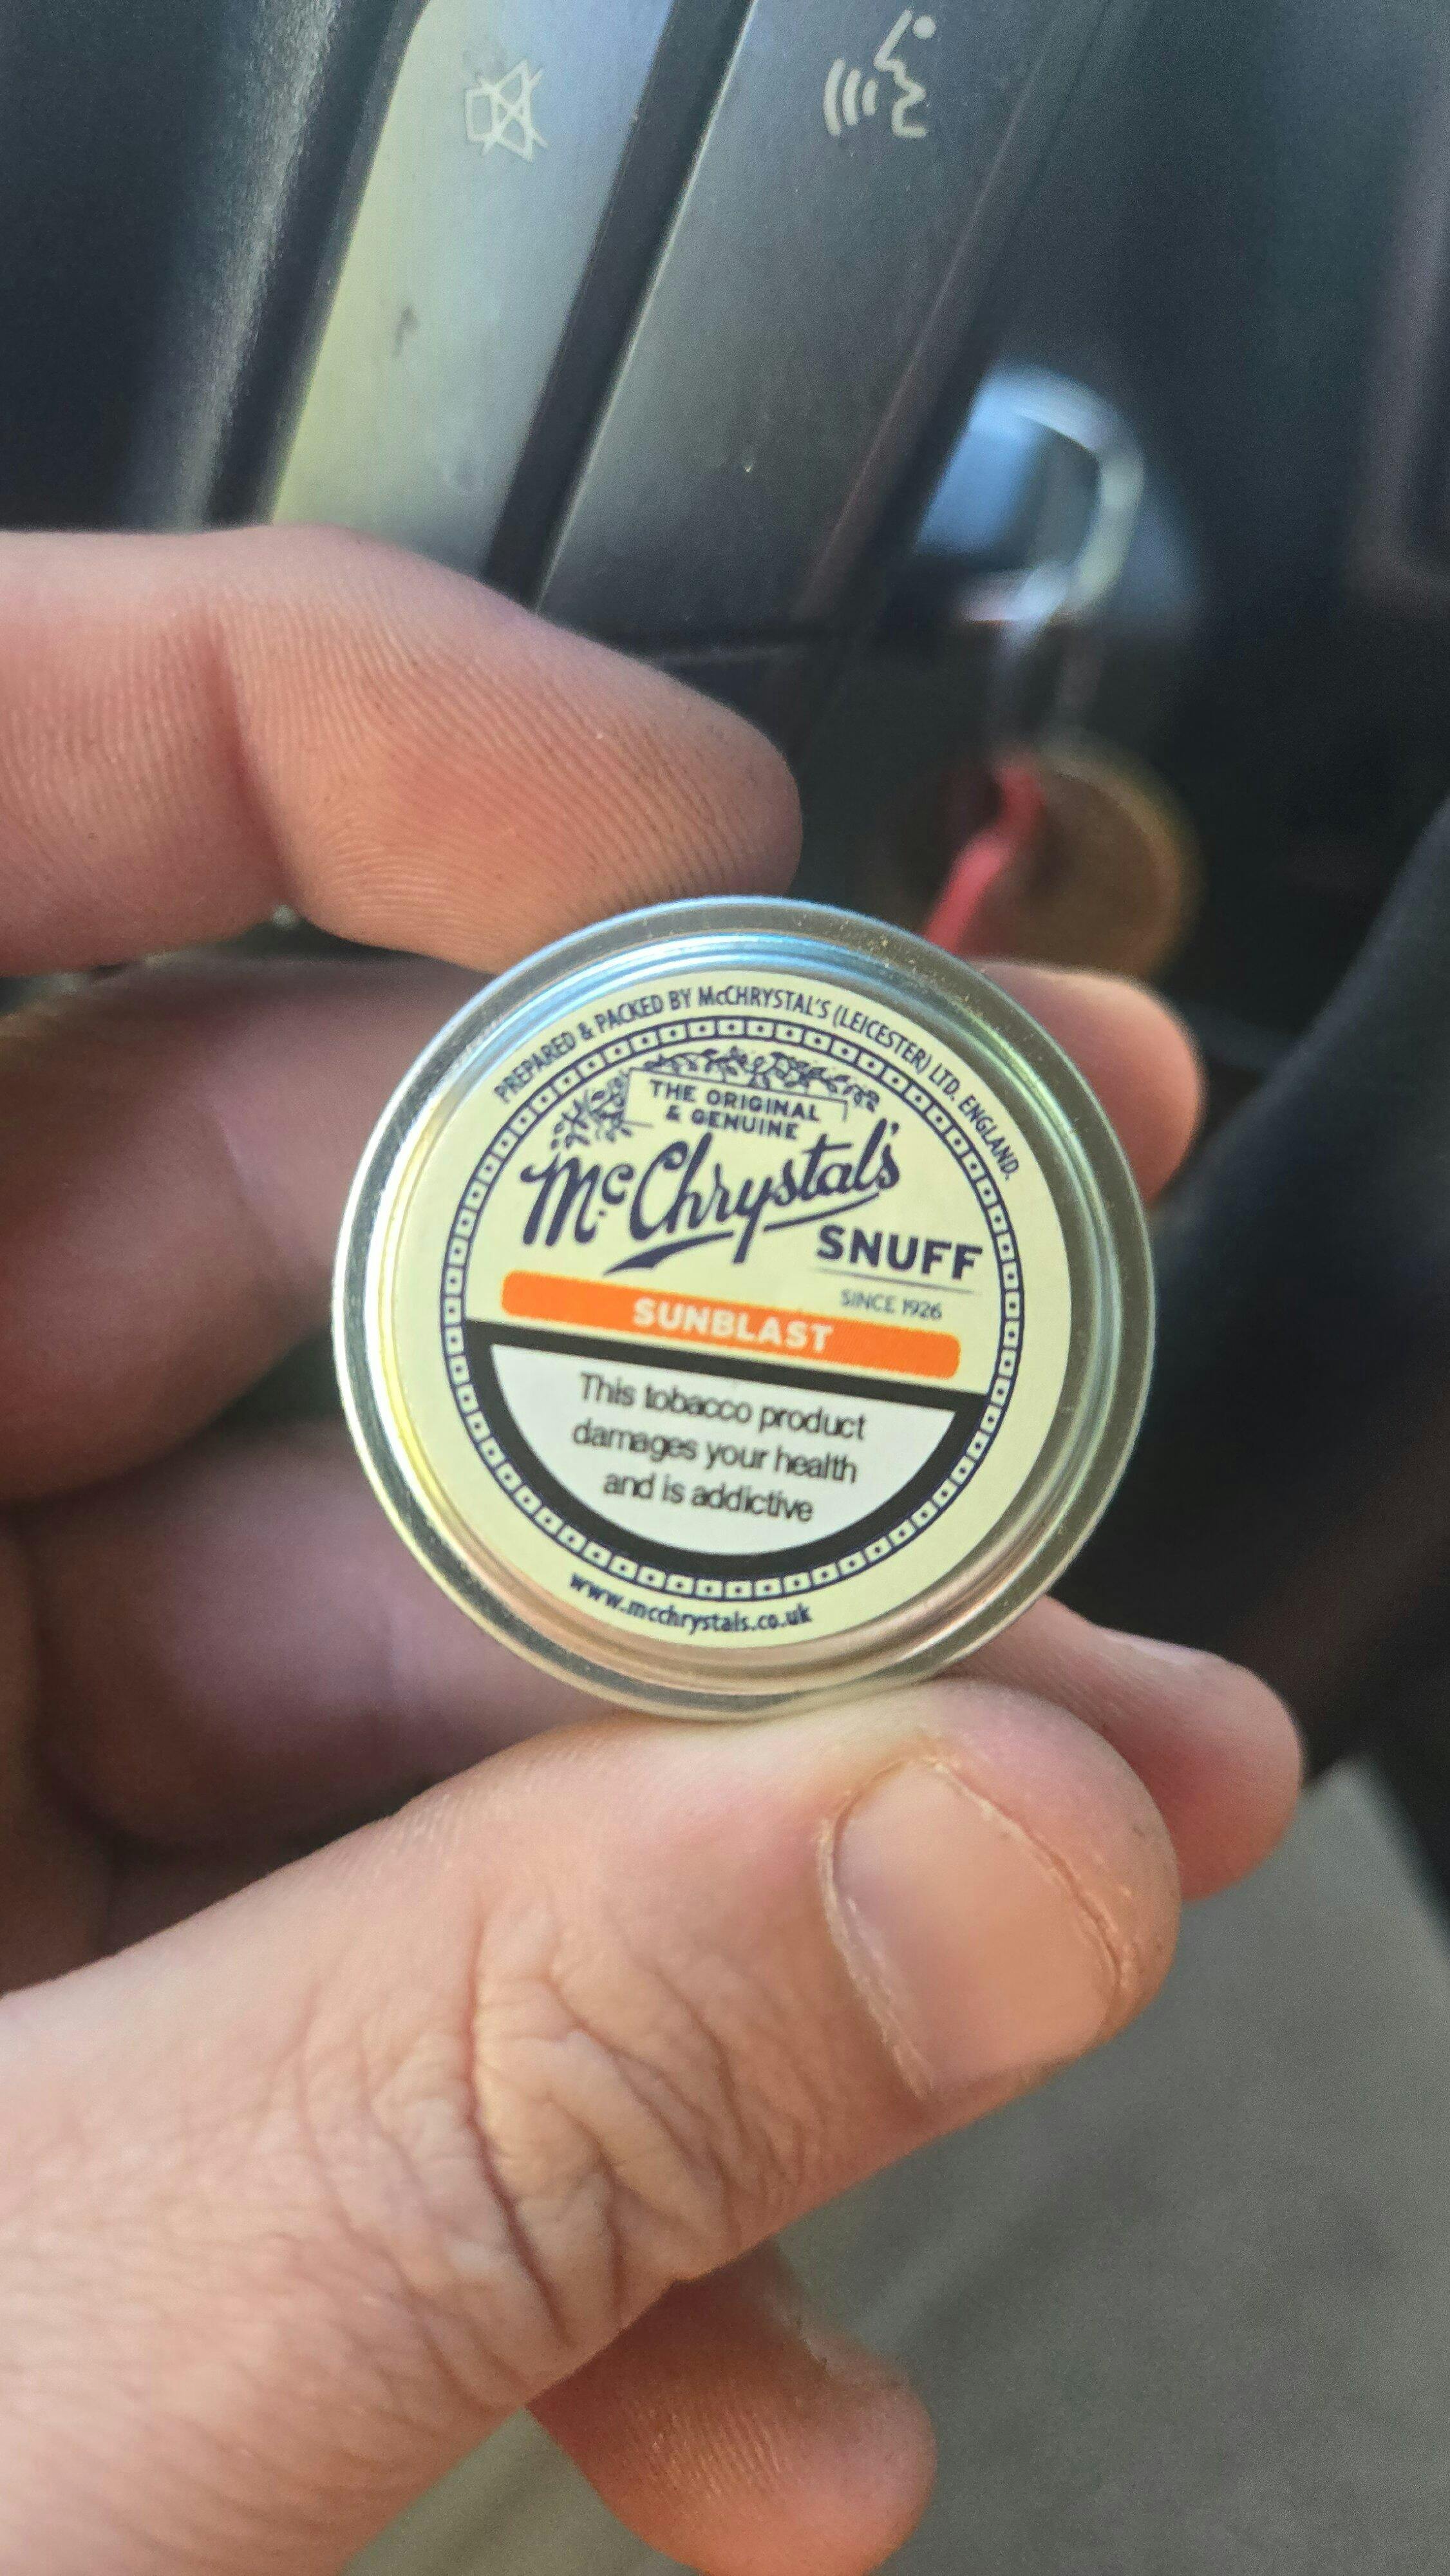 PREPARED & PACKED BY McCHRYSTAL'S (LEICESTER) LTD. ENGLAND.
THE ORIGINAL
& GENUINE
McChrystal's
SNUFF
SINCE 1926
SUNBLAST
This tobacco product
damages your health
and is addictive
www.mcchrystals.co.uk